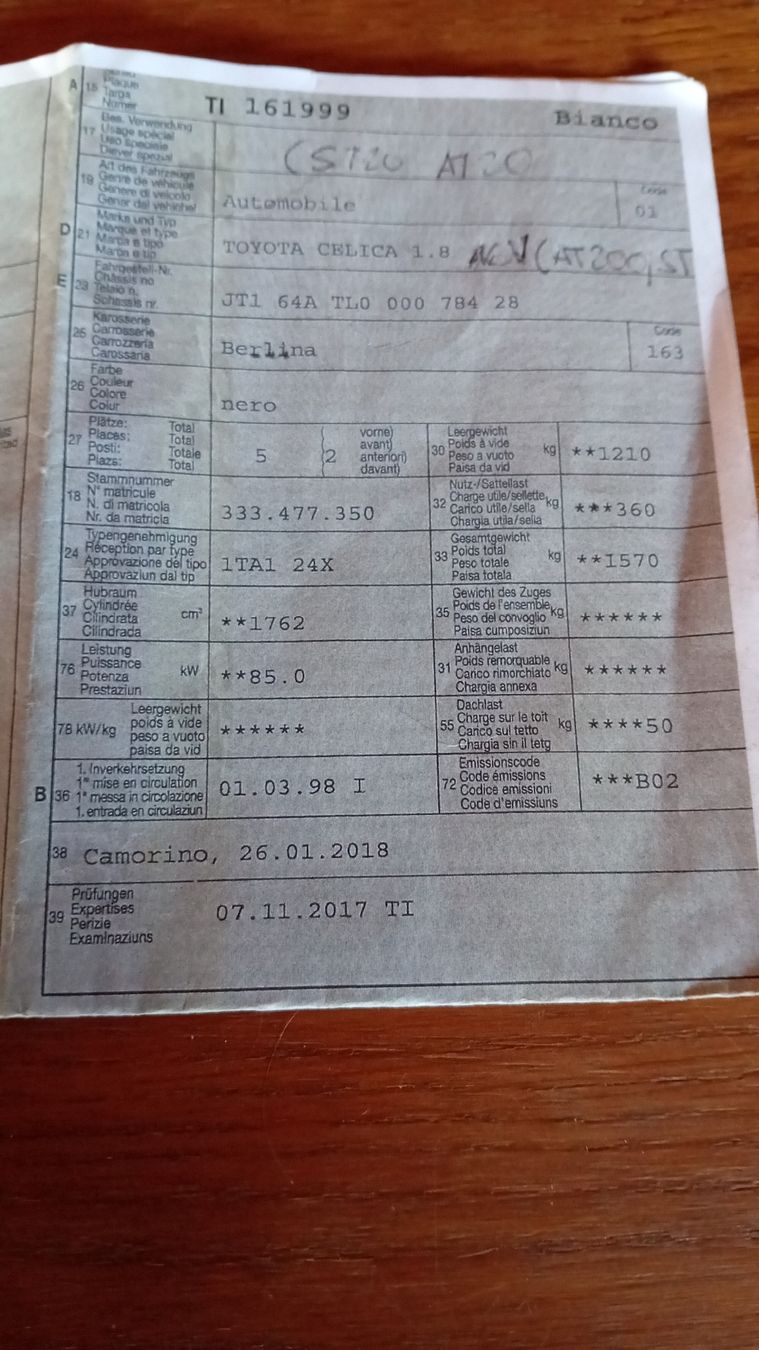 A 15 Plaque
Targa
Numer
TI 161999 Bianco
17 Bes. Verwendung
Usage spécial
Uso speciale
Diever spezial
(ST20 AT20
19 Art des Fahrzeugs
Genre de véhicule
Genere di veicolo
Gener dal vehichel
Automobile
Code
01
D 21 Marke und Typ
Marque et type
Marca e tipo
Marca e tip
TOYOTA CELICA 1.8 (AT200, ST
E 23 Fahrgestell-Nr.
Châssis no
Telaio n.
Schassis nr.
JT1 64A TL0 000 784 28
25 Karosserie
Carrosserie
Carrozzeria
Carossaria
Berlina
Code
163
26 Farbe
Couleur
Colore
Colur
nero
27 Plätze: Total
Places: Total
Posti: Totale
Plazs: Total
5 (2 vorne)
avant)
anteriori)
davant)
30 Leergewicht
Poids à vide
Peso a vuoto
Paisa da vid
kg **1210
18 Stammnummer
N° matricule
N. di matricola
Nr. da matricla
333.477.350
32 Nutz-/Sattellast
Charge utile/sellette
Carico utile/sella
Chargia utila/sella
kg ***360
24 Typengenehmigung
Réception par type
Approvazione del tipo
Approvaziun dal tip
1TA1 24X
33 Gesamtgewicht
Poids total
Peso totale
Paisa totala
kg **1570
37 Hubraum
Cylindrée
Cilindrata
Cilindrada
cm³ **1762
35 Gewicht des Zuges
Poids de l'ensemble
Peso del convoglio
Paisa cumposiziun
kg ******
76 Leistung
Puissance
Potenza
Prestaziun
kW **85.0
31 Anhängelast
Poids remorquable
Carico rimorchiato
Chargia annexa
kg ******
78 kW/kg Leergewicht
poids à vide
peso a vuoto
paisa da vid
******
55 Dachlast
Charge sur le toit
Carico sul tetto
Chargia sin il tetg
kg ****50
B 36 1. Inverkehrsetzung
1re mise en circulation
1a messa in circolazione
1. entrada en circulaziun
01.03.98 I
72 Emissionscode
Code émissions
Codice emissioni
Code d'emissiuns
***B02
38 Camorino, 26.01.2018
39 Prüfungen
Expertises
Perizie
Examinaziuns
07.11.2017 TI